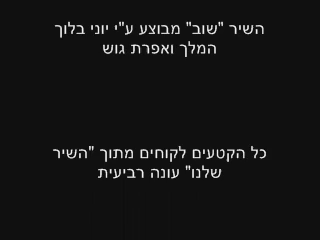 השיר "שוב" מבוצע ע"י יוני בלוך
המלך ואפרת גוש
כל הקטעים לקוחים מתוך "השיר
שלנו" עונה רביעית